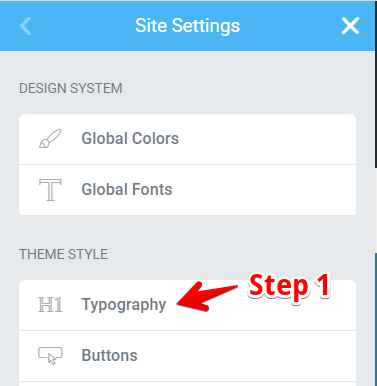 Site Settings
DESIGN SYSTEM
Global Colors
Global Fonts
THEME STYLE
H1 Typography
Step 1
Buttons